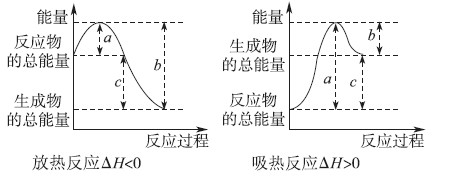 能量
反应物
的总能量
a
b
c
生成物
的总能量
反应过程
放热反应ΔH<0
能量
生成物
的总能量
b
a
c
反应物
的总能量
反应过程
吸热反应ΔH>0